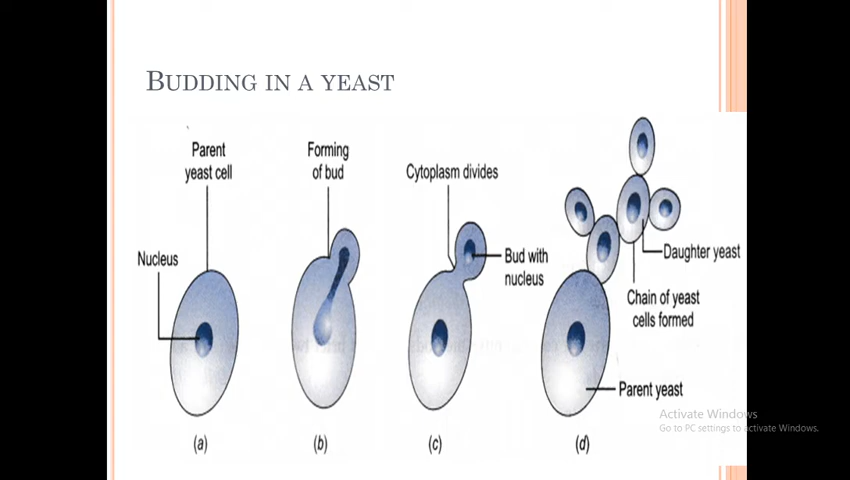 BUDDING IN A YEAST
Parent
yeast cell
Forming
of bud
Cytoplasm divides
Nucleus
Bud with
nucleus
Daughter yeast
Chain of yeast
cells formed
Parent yeast
(a)
(b)
(c)
(d)
Activate Windows
Go to PC settings to activate Windows.